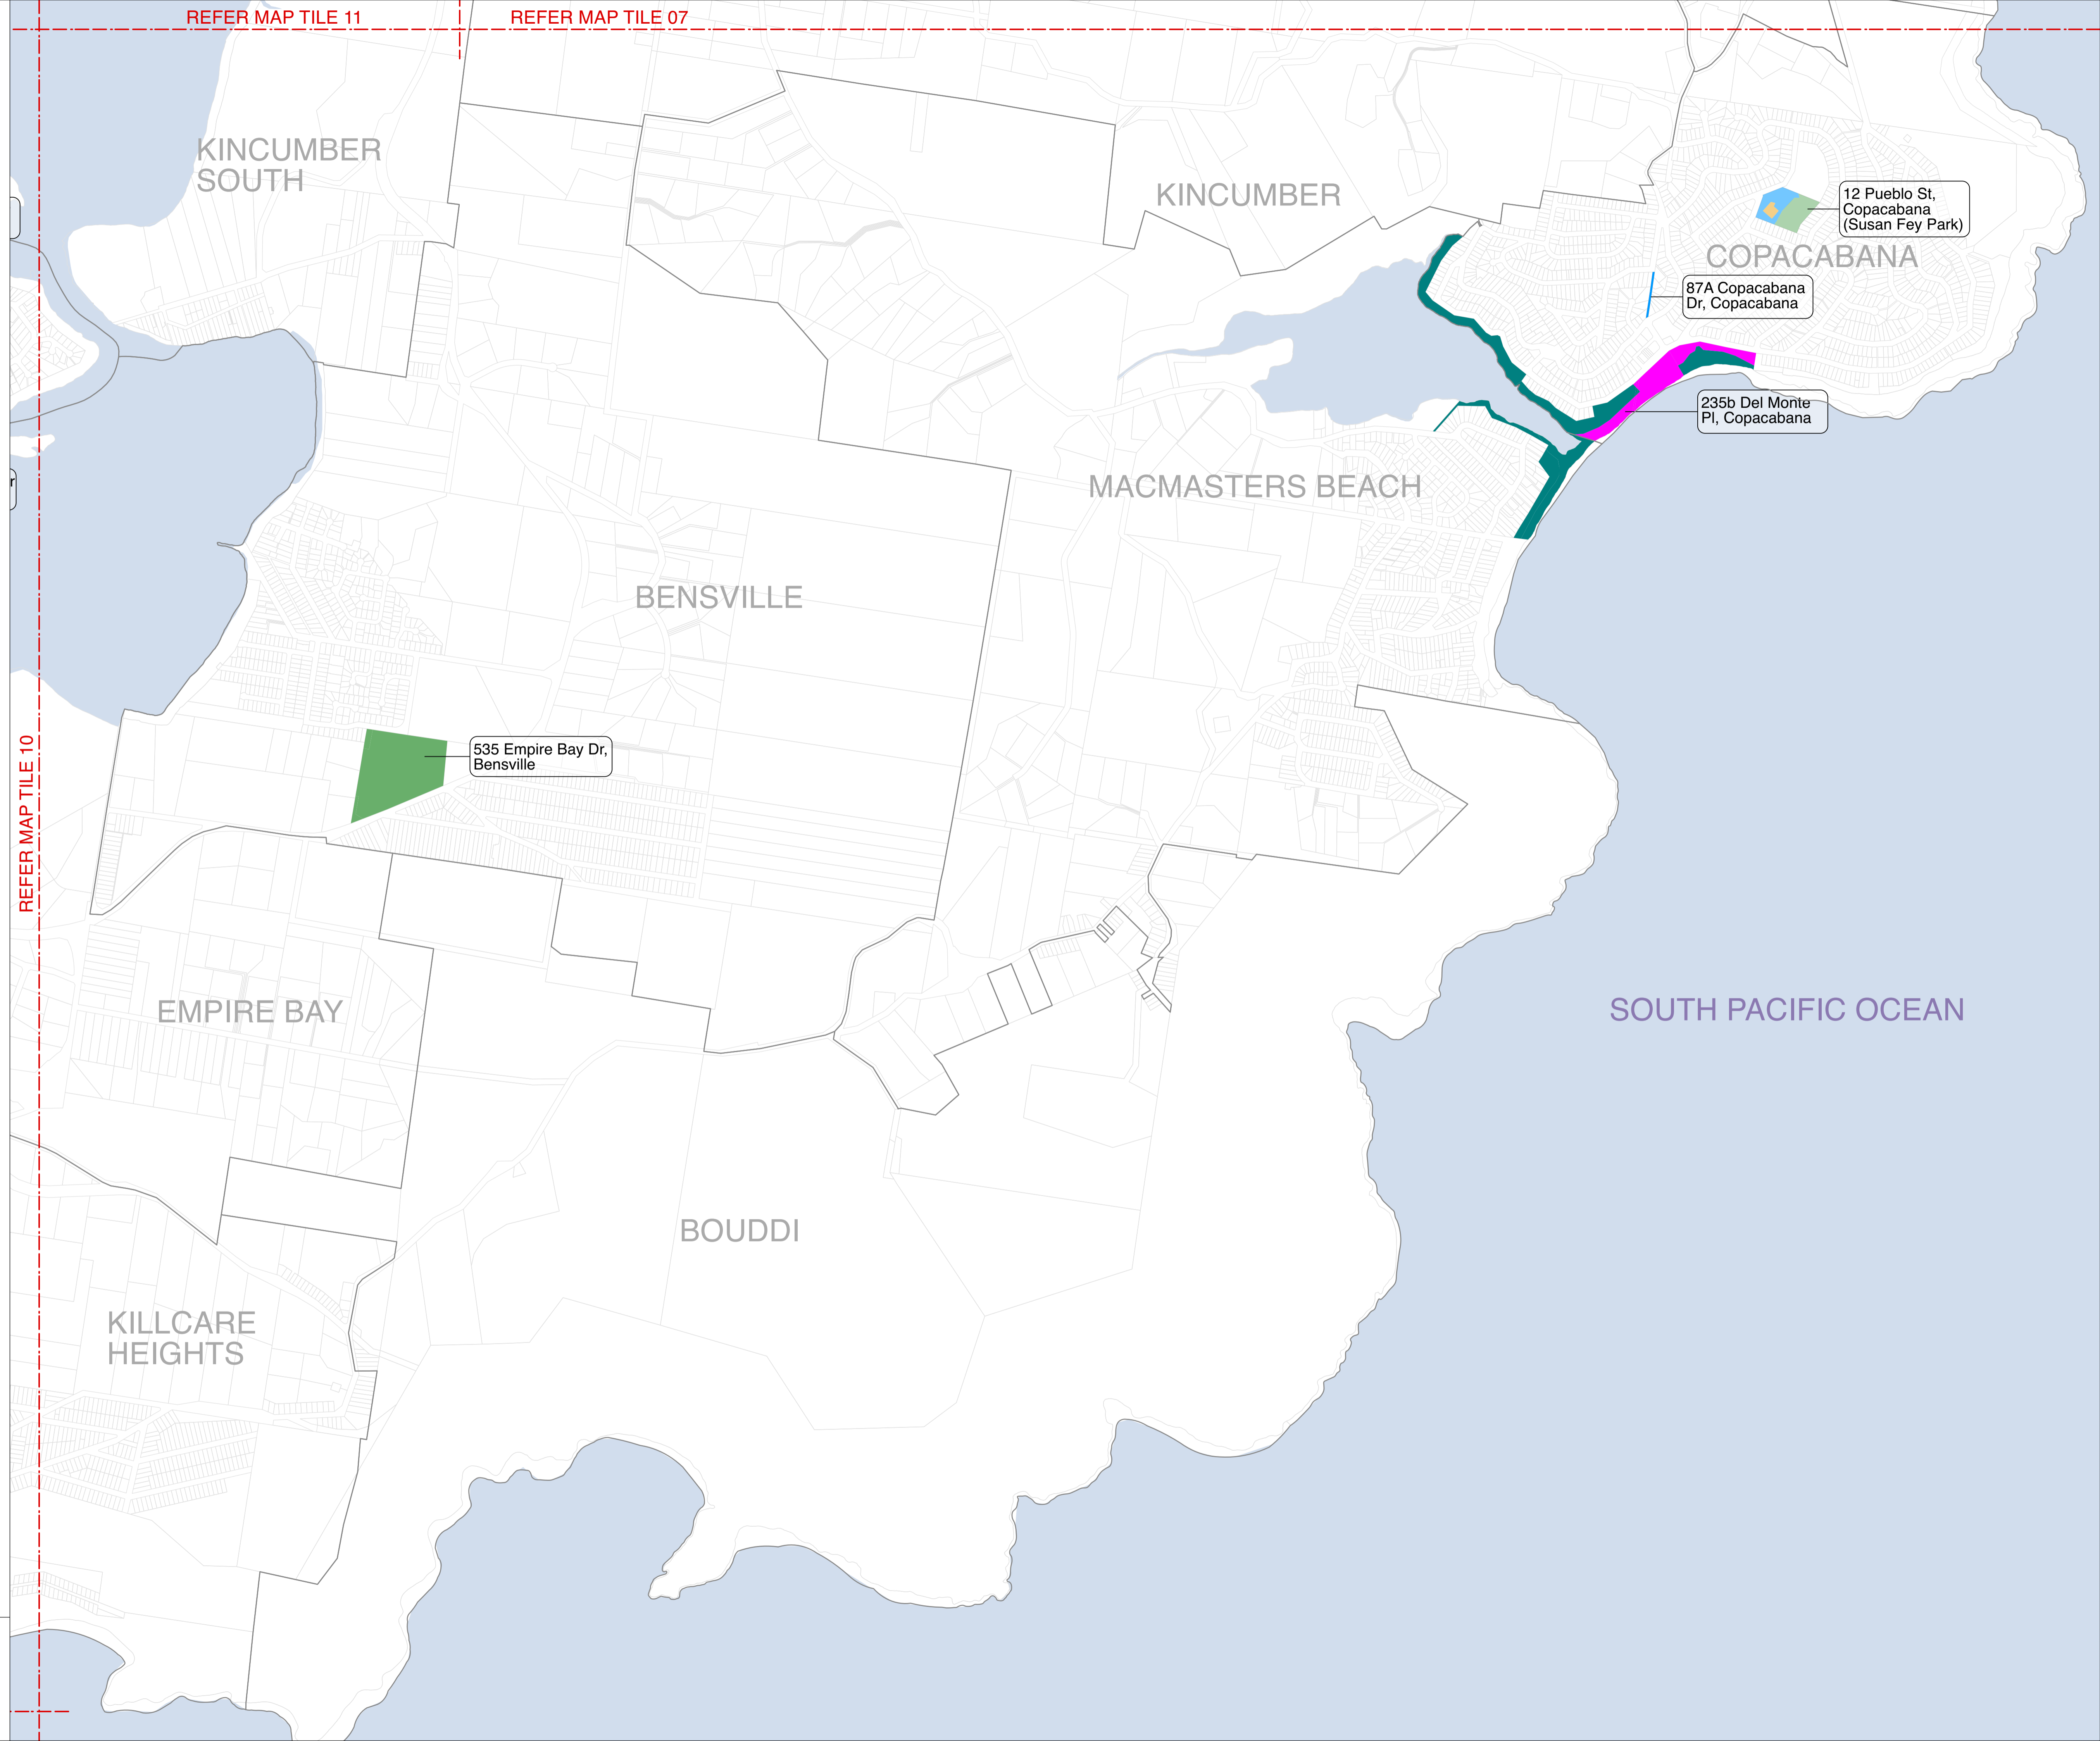 REFER MAP TILE 11
REFER MAP TILE 07
KINCUMBER
SOUTH
KINCUMBER
12 Pueblo St,
Copacabana
(Susan Fey Park)
COPACABANA
87A Copacabana
Dr, Copacabana
235b Del Monte
Pl, Copacabana
r
MACMASTERS BEACH
BENSVILLE
535 Empire Bay Dr,
Bensville
REFER MAP TILE 10
EMPIRE BAY
SOUTH PACIFIC OCEAN
BOUDDI
KILLCARE
HEIGHTS